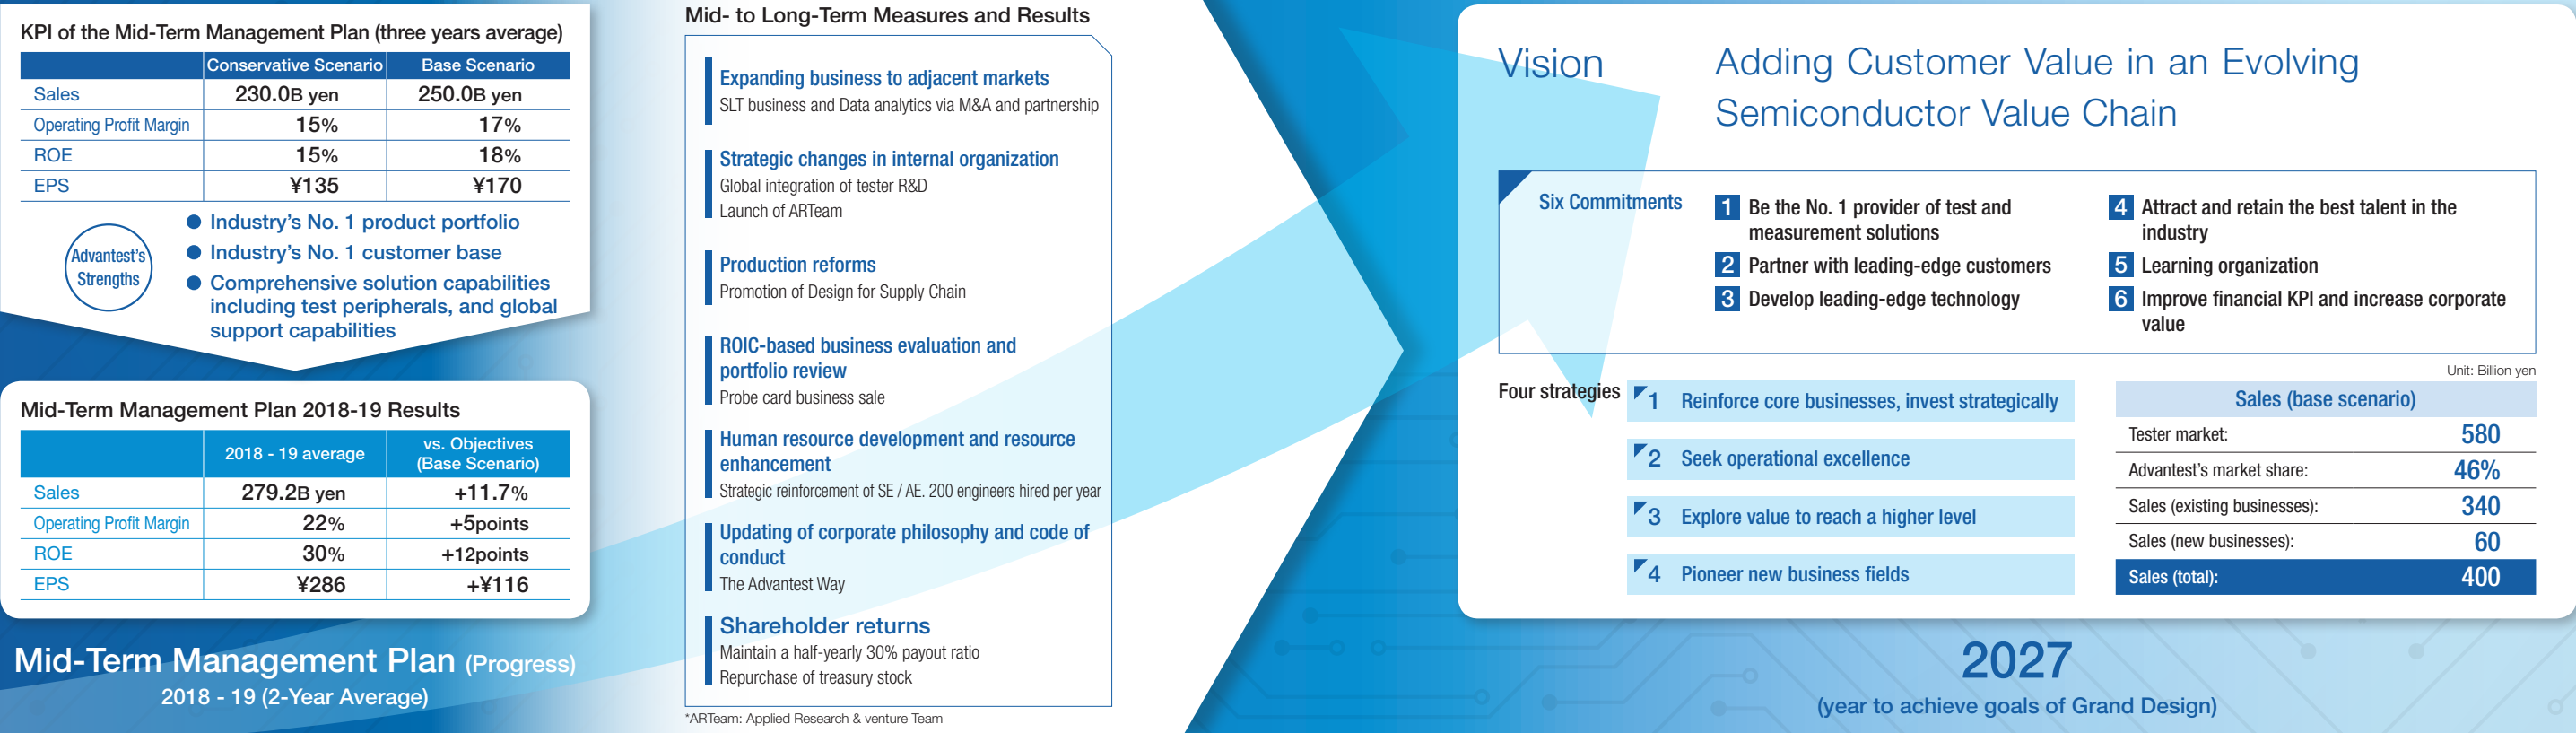 KPI of the Mid-Term Management Plan (three years average)
Conservative Scenario Base Scenario
Sales 230.0B yen 250.0B yen
Operating Profit Margin 15% 17%
ROE 15% 18%
EPS ¥135 ¥170
Advantest's
Strengths
● Industry's No. 1 product portfolio
● Industry's No. 1 customer base
● Comprehensive solution capabilities
including test peripherals, and global
support capabilities
Mid-Term Management Plan 2018-19 Results
2018 - 19 average vs. Objectives
(Base Scenario)
Sales 279.2B yen +11.7%
Operating Profit Margin 22% +5points
ROE 30% +12points
EPS ¥286 +¥116
Mid-Term Management Plan (Progress)
2018 - 19 (2-Year Average)
Mid- to Long-Term Measures and Results
Expanding business to adjacent markets
SLT business and Data analytics via M&A and partnership
Strategic changes in internal organization
Global integration of tester R&D
Launch of ARTeam
Production reforms
Promotion of Design for Supply Chain
ROIC-based business evaluation and
portfolio review
Probe card business sale
Human resource development and resource
enhancement
Strategic reinforcement of SE / AE. 200 engineers hired per year
Updating of corporate philosophy and code of
conduct
The Advantest Way
Shareholder returns
Maintain a half-yearly 30% payout ratio
Repurchase of treasury stock
*ARTeam: Applied Research & venture Team
Vision
Adding Customer Value in an Evolving
Semiconductor Value Chain
Six Commitments
1 Be the No. 1 provider of test and
measurement solutions
2 Partner with leading-edge customers
3 Develop leading-edge technology
4 Attract and retain the best talent in the
industry
5 Learning organization
6 Improve financial KPI and increase corporate
value
Four strategies
1 Reinforce core businesses, invest strategically
2 Seek operational excellence
3 Explore value to reach a higher level
4 Pioneer new business fields
Unit: Billion yen
Sales (base scenario)
Tester market: 580
Advantest's market share: 46%
Sales (existing businesses): 340
Sales (new businesses): 60
Sales (total): 400
2027
(year to achieve goals of Grand Design)